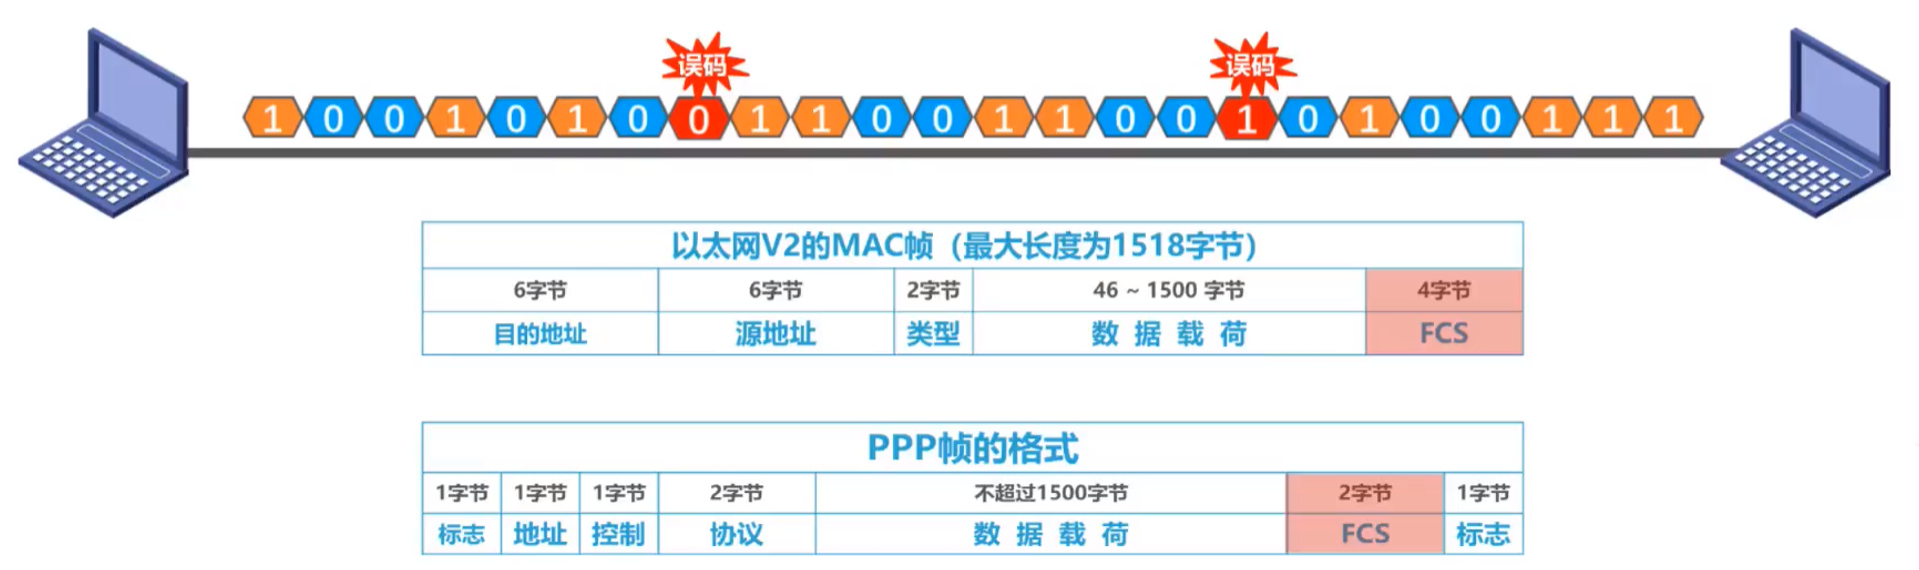 误码 误码
1 0 0 1 0 1 0 0 1 1 0 0 1 1 0 0 1 0 1 0 0 1 1 1
以太网V2的MAC帧（最大长度为1518字节）
6字节 6字节 2字节 46 ~ 1500 字节 4字节
目的地址 源地址 类型 数 据 载 荷 FCS
PPP帧的格式
1字节 1字节 1字节 2字节 不超过1500字节 2字节 1字节
标志 地址 控制 协议 数 据 载 荷 FCS 标志